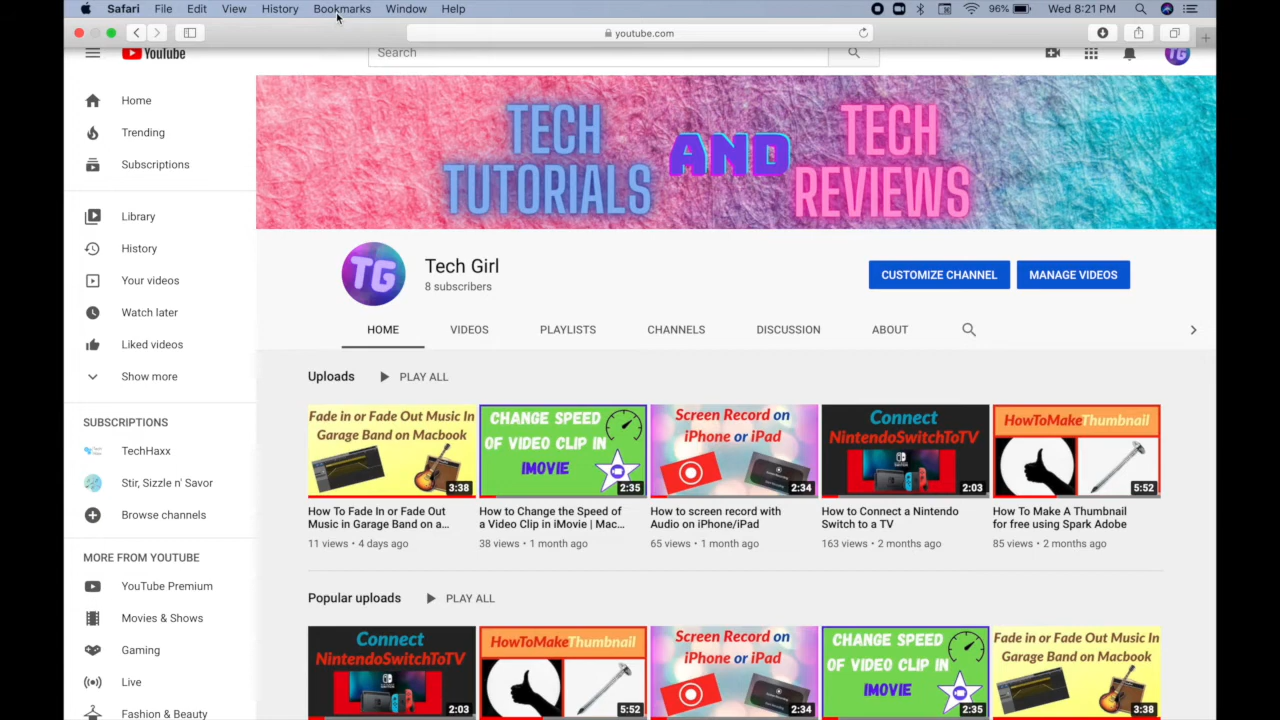 Safari File Edit View History Bookmarks Window Help 96% Wed 8:21 PM
youtube.com
YouTube Search TG
Home
Trending
Subscriptions
Library
History
Your videos
Watch later
Liked videos
Show more
SUBSCRIPTIONS
TechHaxx
Stir, Sizzle n' Savor
Browse channels
MORE FROM YOUTUBE
YouTube Premium
Movies & Shows
Gaming
Live
Fashion & Beauty
TECH
TUTORIALS
AND
TECH
REVIEWS
TG
Tech Girl
8 subscribers
CUSTOMIZE CHANNEL MANAGE VIDEOS
HOME VIDEOS PLAYLISTS CHANNELS DISCUSSION ABOUT
Uploads PLAY ALL
Fade in or Fade Out Music In
Garage Band on Macbook
3:38
How To Fade In or Fade Out
Music in Garage Band on a...
11 views • 4 days ago
CHANGE SPEED
OF VIDEO CLIP IN
IMOVIE
2:35
How to Change the Speed of
a Video Clip in iMovie | Mac...
38 views • 1 month ago
Screen Record on
iPhone or iPad
2:34
How to screen record with
Audio on iPhone/iPad
65 views • 1 month ago
Connect
NintendoSwitchToTV
2:03
How to Connect a Nintendo
Switch to a TV
163 views • 2 months ago
HowToMakeThumbnail
5:52
How To Make A Thumbnail
for free using Spark Adobe
85 views • 2 months ago
Popular uploads PLAY ALL
Connect
NintendoSwitchToTV
2:03
HowToMakeThumbnail
5:52
Screen Record on
iPhone or iPad
2:34
CHANGE SPEED
OF VIDEO CLIP IN
IMOVIE
2:35
Fade in or Fade Out Music In
Garage Band on Macbook
3:38